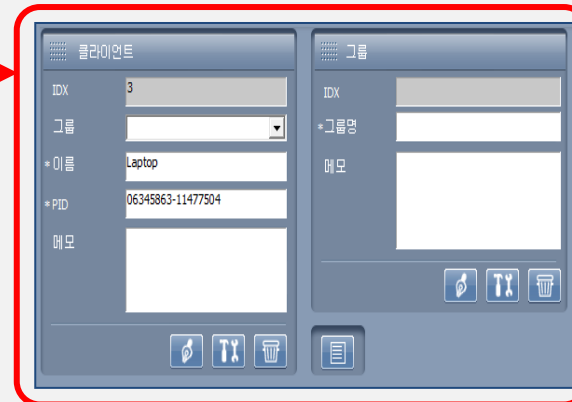 클라이언트
IDX 3
그룹
*이름 Laptop
*PID 06345863-11477504
메모
그룹
IDX
*그룹명
메모